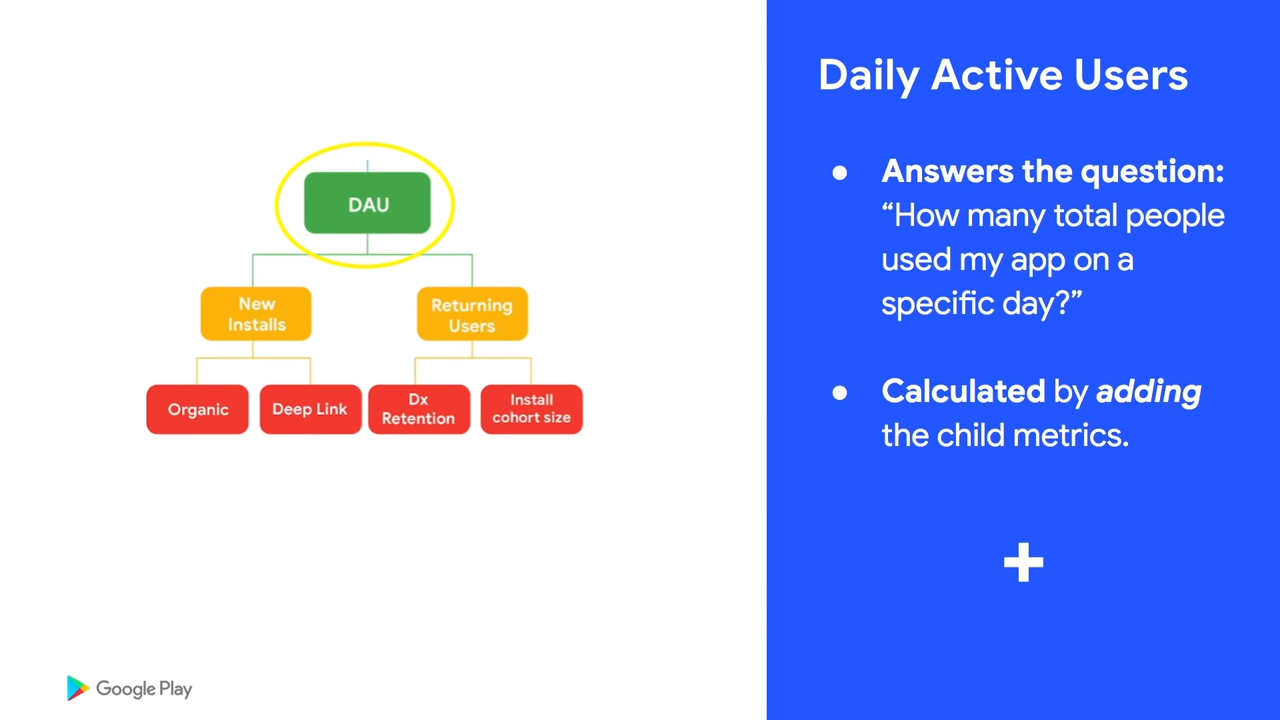 Daily Active Users
● Answers the question:
“How many total people
used my app on a
specific day?”
● Calculated by adding
the child metrics.
+
DAU
New
Installs
Returning
Users
Organic
Deep Link
Dx
Retention
Install
cohort size
Google Play